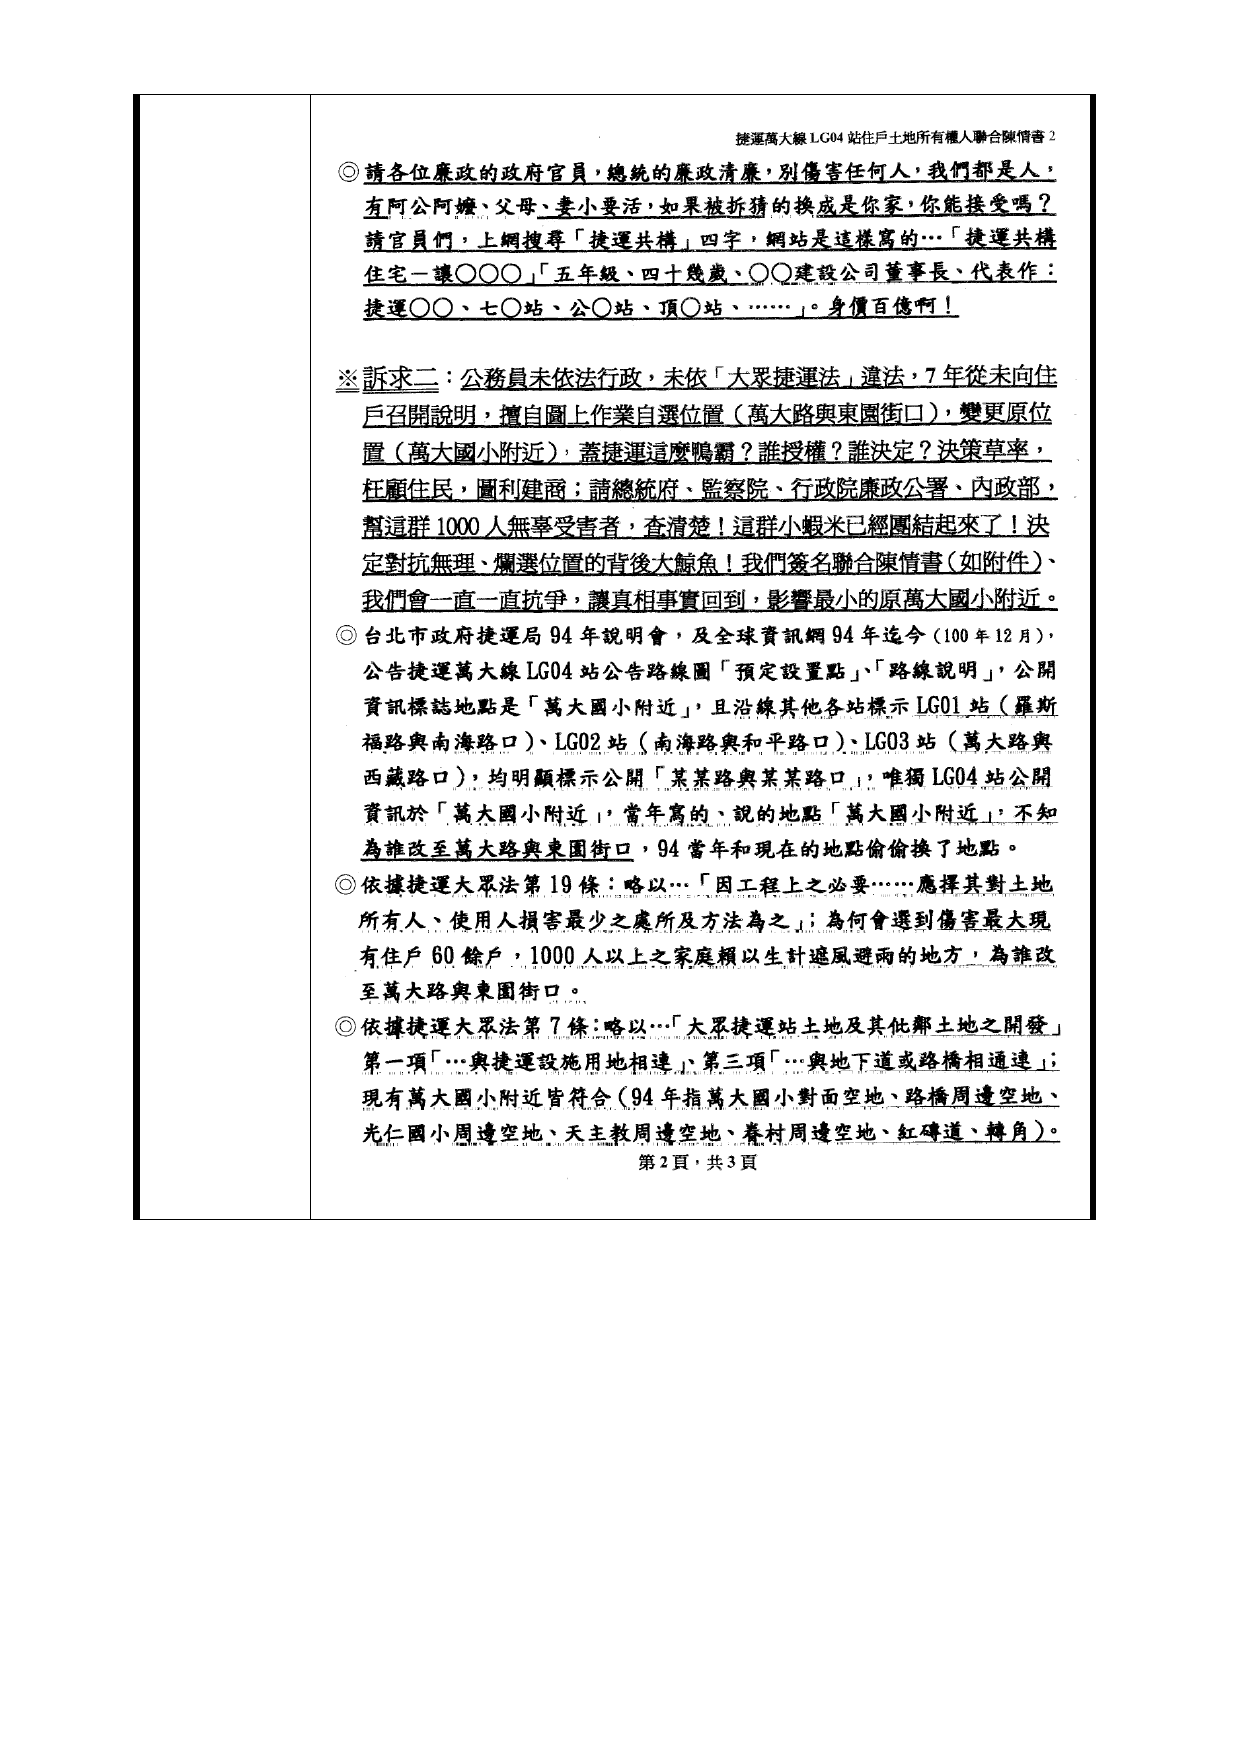 捷運萬大線 LG04 站住戶土地所有權人聯合陳情書 2
◎請各位廉政的政府官員，總統的廉政清廉，別傷害任何人，我們都是人，
有阿公阿嬤、父母、妻小要活，如果被拆猜的換成是你家，你能接受嗎？
請官員們，上網搜尋「捷運共構」四字，網站是這樣寫的…「捷運共構
住宅－讓〇〇〇」「五年級、四十幾歲、〇〇建設公司董事長、代表作：
捷運〇〇、七〇站、公〇站、頂〇站、……」。身價百億啊！
※訴求二：公務員未依法行政，未依「大眾捷運法」違法，7 年從未向住
戶召開說明，擅自圖上作業自選位置（萬大路與東園街口），變更原位
置（萬大國小附近），蓋捷運這麼鴨霸？誰授權？誰決定？決策草率，
枉顧住民，圖利建商；請總統府、監察院、行政院廉政公署、內政部，
幫這群 1000 人無辜受害者，查清楚！這群小蝦米已經團結起來了！決
定對抗無理、爛選位置的背後大鯨魚！我們簽名聯合陳情書（如附件）、
我們會一直一直抗爭，讓真相事實回到，影響最小的原萬大國小附近。
◎台北市政府捷運局 94 年說明會，及全球資訊網 94 年迄今（100 年 12 月），
公告捷運萬大線 LG04 站公告路線圖「預定設置點」、「路線說明」，公開
資訊標誌地點是「萬大國小附近」，且沿線其他各站標示 LG01 站（羅斯
福路與南海路口）、LG02 站（南海路與和平路口）、LG03 站（萬大路與
西藏路口），均明顯標示公開「某某路與某某路口」，唯獨 LG04 站公開
資訊於「萬大國小附近」，當年寫的、說的地點「萬大國小附近」，不知
為誰改至萬大路與東園街口，94 當年和現在的地點偷偷換了地點。
◎依據捷運大眾法第 19 條：略以…「因工程上之必要……應擇其對土地
所有人、使用人損害最少之處所及方法為之」；為何會選到傷害最大現
有住戶 60 餘戶，1000 人以上之家庭賴以生計遮風避雨的地方，為誰改
至萬大路與東園街口。
◎依據捷運大眾法第 7 條：略以…「大眾捷運站土地及其他鄰土地之開發」
第一項「…與捷運設施用地相連」、第三項「…與地下道或路橋相通連」；
現有萬大國小附近皆符合（94 年指萬大國小對面空地、路橋周邊空地、
光仁國小周邊空地、天主教周邊空地、眷村周邊空地、紅磚道、轉角）。
第 2 頁，共 3 頁